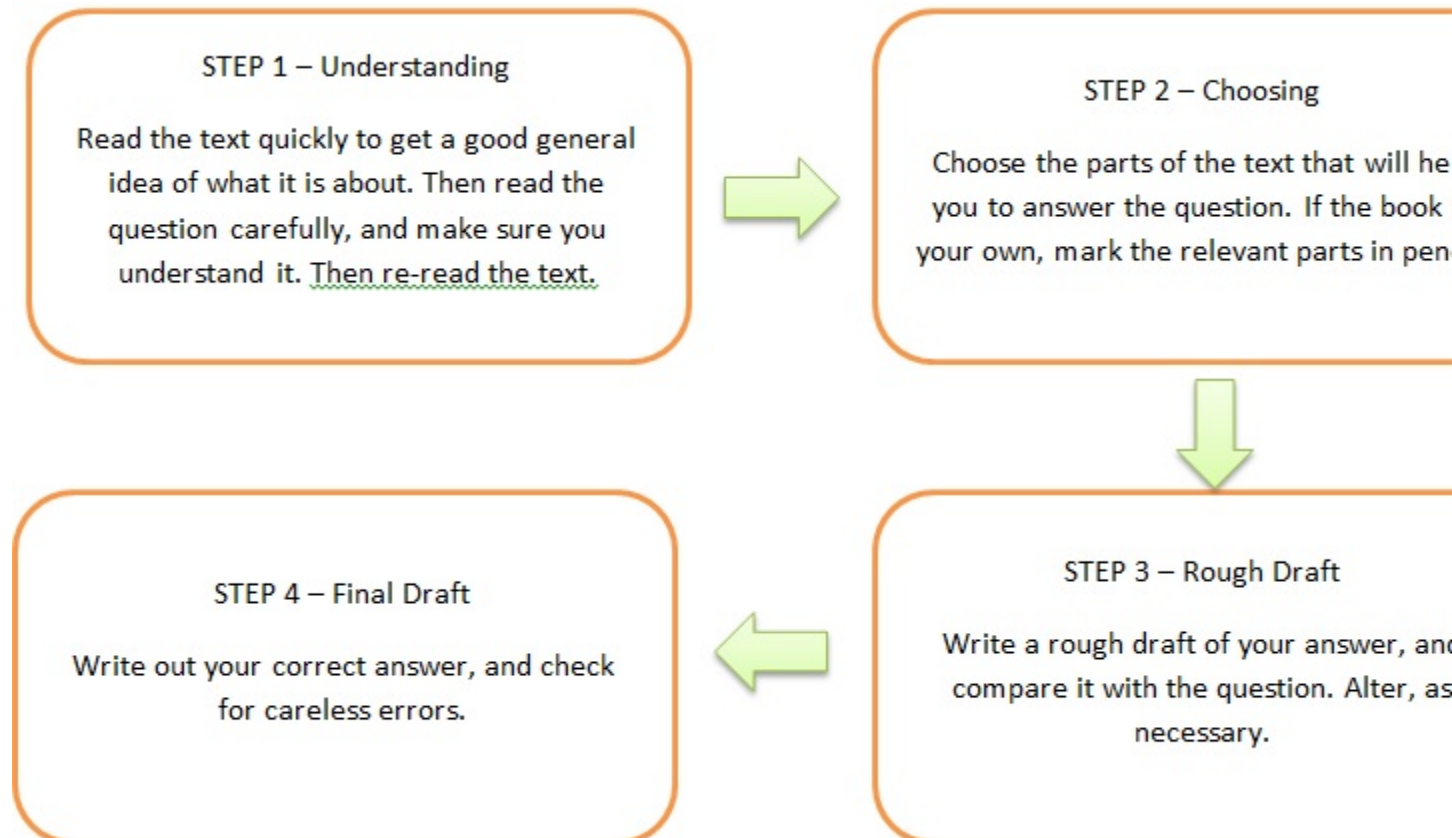 STEP 1 – Understanding
Read the text quickly to get a good general
idea of what it is about. Then read the
question carefully, and make sure you
understand it. Then re-read the text.
STEP 2 – Choosing
Choose the parts of the text that will
you to answer the question. If the book
your own, mark the relevant parts in
STEP 3 – Rough Draft
Write a rough draft of your answer, and
compare it with the question. Alter, as
necessary.
STEP 4 – Final Draft
Write out your correct answer, and check
for careless errors.